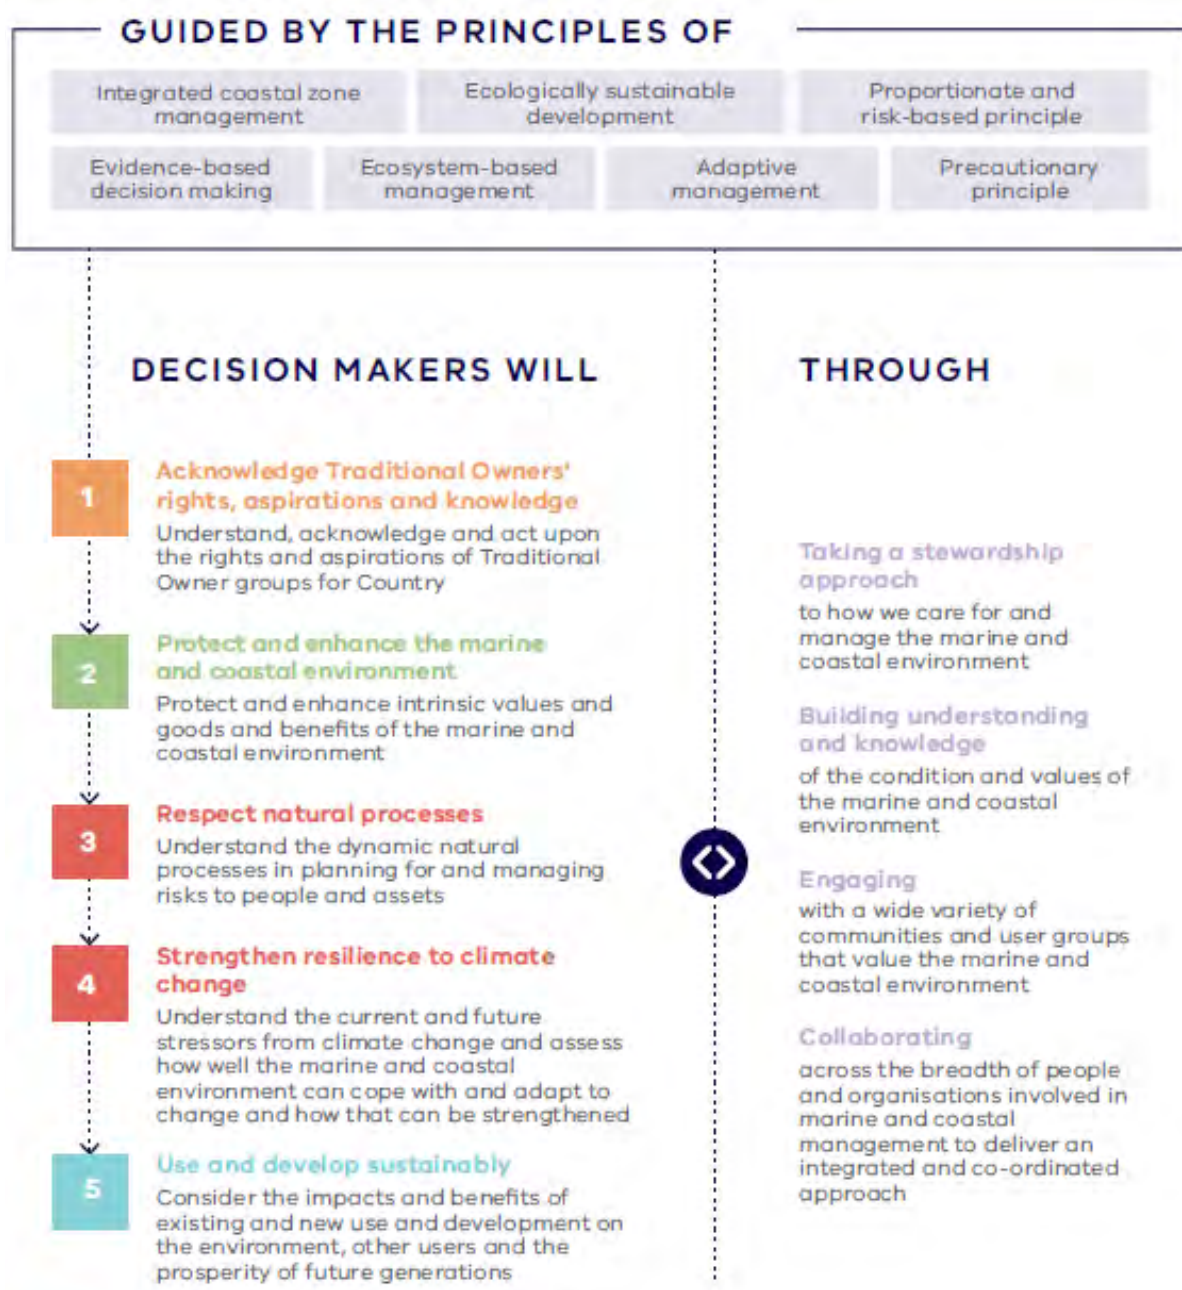 GUIDED BY THE PRINCIPLES OF
Integrated coastal zone
management
Ecologically sustainable
development
Proportionate and
risk-based principle
Evidence-based
decision making
Ecosystem-based
management
Adaptive
management
Precautionary
principle
DECISION MAKERS WILL
1
Acknowledge Traditional Owners'
rights, aspirations and knowledge
Understand, acknowledge and act upon
the rights and aspirations of Traditional
Owner groups for Country
2
Protect and enhance the marine
and coastal environment
Protect and enhance intrinsic values and
goods and benefits of the marine and
coastal environment
3
Respect natural processes
Understand the dynamic natural
processes in planning for and managing
risks to people and assets
4
Strengthen resilience to climate
change
Understand the current and future
stressors from climate change and assess
how well the marine and coastal
environment can cope with and adapt to
change and how that can be strengthened
5
Use and develop sustainably
Consider the impacts and benefits of
existing and new use and development on
the environment, other users and the
prosperity of future generations
THROUGH
Taking a stewardship
approach
to how we care for and
manage the marine and
coastal environment
Building understanding
and knowledge
of the condition and values of
the marine and coastal
environment
Engaging
with a wide variety of
communities and user groups
that value the marine and
coastal environment
Collaborating
across the breadth of people
and organisations involved in
marine and coastal
management to deliver an
integrated and co-ordinated
approach